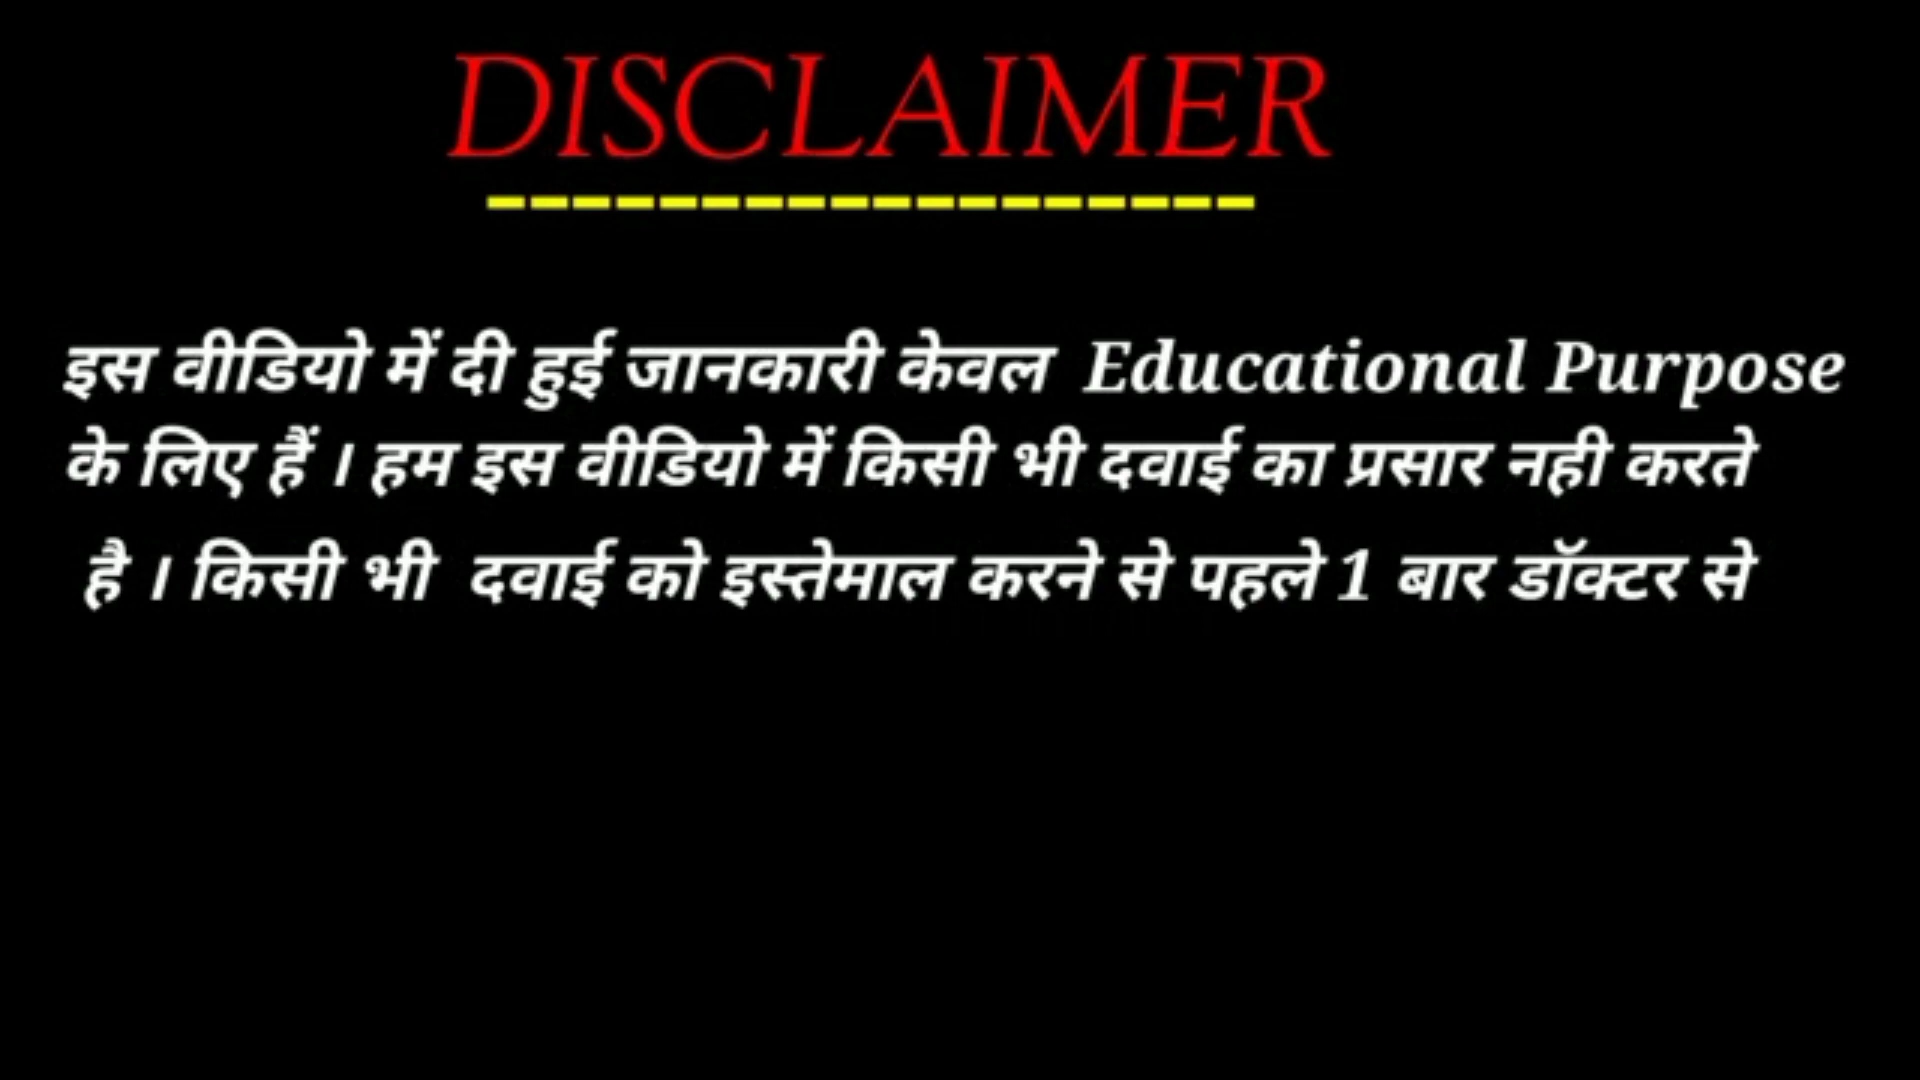 DISCLAIMER
------------------
इस वीडियो में दी हुई जानकारी केवल Educational Purpose
के लिए हैं । हम इस वीडियो में किसी भी दवाई का प्रसार नही करते
है । किसी भी दवाई को इस्तेमाल करने से पहले 1 बार डॉक्टर से